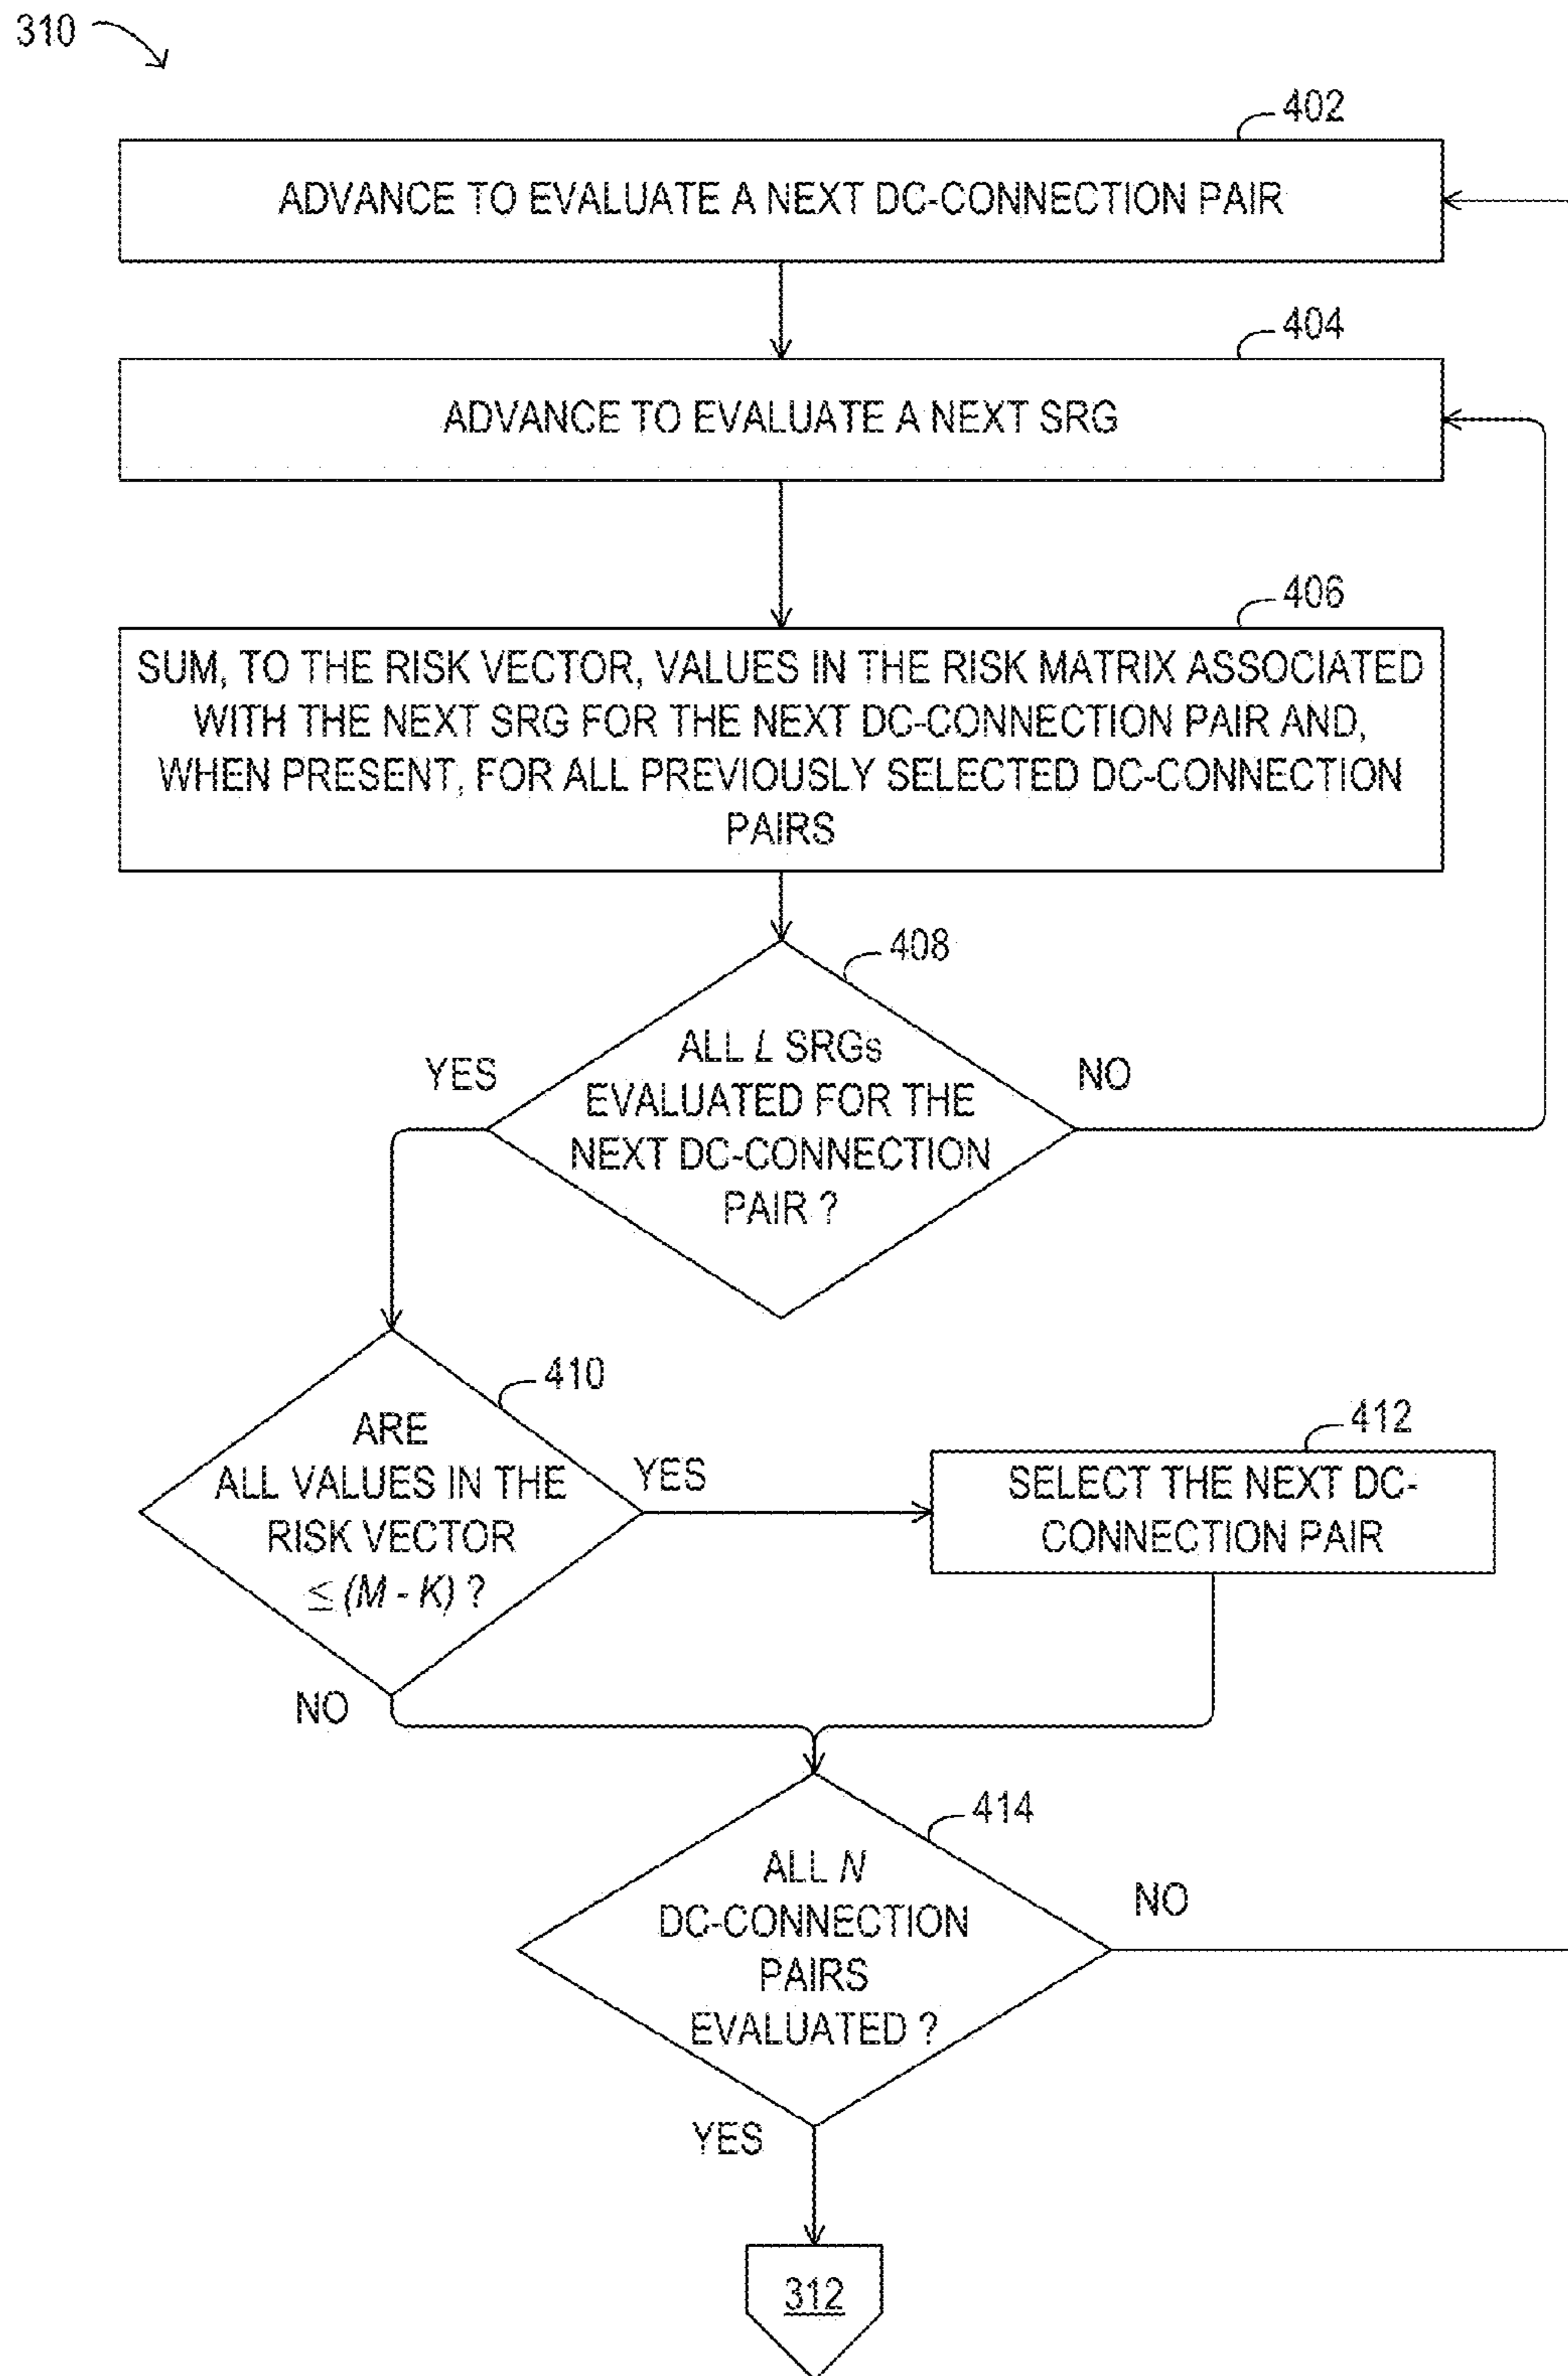 310
402
ADVANCE TO EVALUATE A NEXT DC-CONNECTION PAIR
404
ADVANCE TO EVALUATE A NEXT SRG
406
SUM, TO THE RISK VECTOR, VALUES IN THE RISK MATRIX ASSOCIATED
WITH THE NEXT SRG FOR THE NEXT DC-CONNECTION PAIR AND,
WHEN PRESENT, FOR ALL PREVIOUSLY SELECTED DC-CONNECTION
PAIRS
408
YES
NO
ALL L SRGs
EVALUATED FOR THE
NEXT DC-CONNECTION
PAIR ?
410
ARE
ALL VALUES IN THE
RISK VECTOR
≤ (M - K) ?
YES
412
SELECT THE NEXT DC-
CONNECTION PAIR
NO
414
ALL N
DC-CONNECTION
PAIRS
EVALUATED ?
NO
YES
312